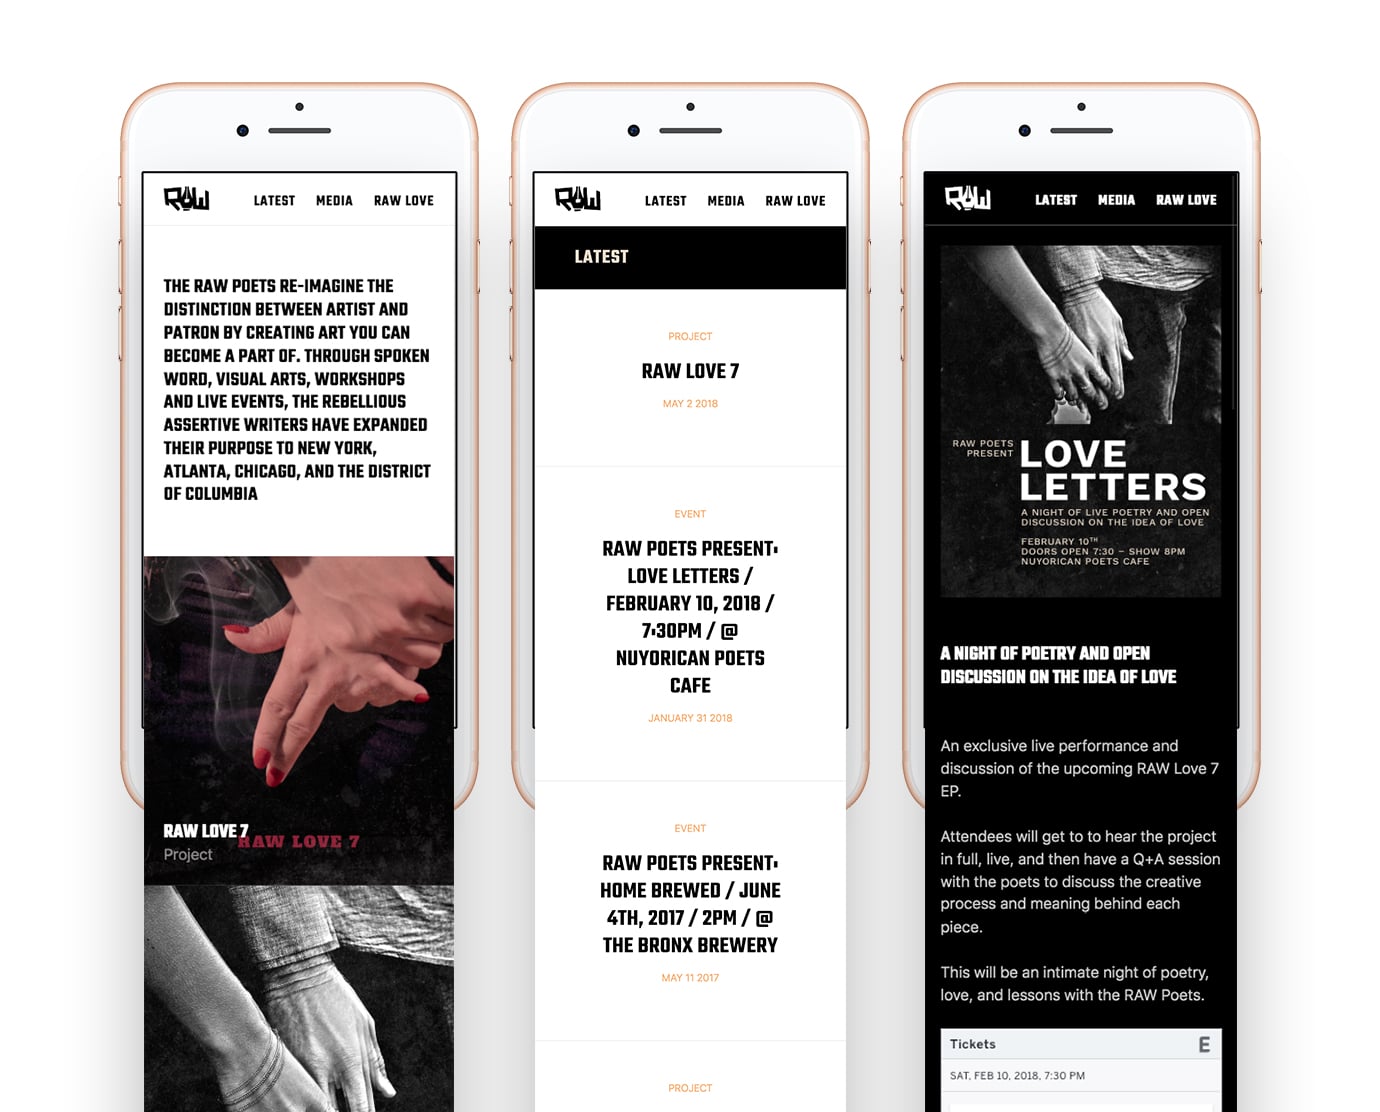 RAW
LATEST MEDIA RAW LOVE
THE RAW POETS RE-IMAGINE THE
DISTINCTION BETWEEN ARTIST AND
PATRON BY CREATING ART YOU CAN
BECOME A PART OF. THROUGH SPOKEN
WORD, VISUAL ARTS, WORKSHOPS
AND LIVE EVENTS, THE REBELLIOUS
ASSERTIVE WRITERS HAVE EXPANDED
THEIR PURPOSE TO NEW YORK,
ATLANTA, CHICAGO, AND THE DISTRICT
OF COLUMBIA
RAW LOVE 7
RAW LOVE 7
Project
RAW
LATEST MEDIA RAW LOVE
LATEST
PROJECT
RAW LOVE 7
MAY 2 2018
EVENT
RAW POETS PRESENT:
LOVE LETTERS /
FEBRUARY 10, 2018 /
7:30PM / @
NUYORICAN POETS
CAFE
JANUARY 31 2018
EVENT
RAW POETS PRESENT:
HOME BREWED / JUNE
4TH, 2017 / 2PM / @
THE BRONX BREWERY
MAY 11 2017
PROJECT
RAW
LATEST MEDIA RAW LOVE
RAW POETS
PRESENT
LOVE
LETTERS
A NIGHT OF LIVE POETRY AND OPEN
DISCUSSION ON THE IDEA OF LOVE
FEBRUARY 10TH
DOORS OPEN 7:30 – SHOW 8PM
NUYORICAN POETS CAFE
A NIGHT OF POETRY AND OPEN
DISCUSSION ON THE IDEA OF LOVE
An exclusive live performance and
discussion of the upcoming RAW Love 7
EP.
Attendees will get to to hear the project
in full, live, and then have a Q+A session
with the poets to discuss the creative
process and meaning behind each
piece.
This will be an intimate night of poetry,
love, and lessons with the RAW Poets.
Tickets E
SAT, FEB 10, 2018, 7:30 PM